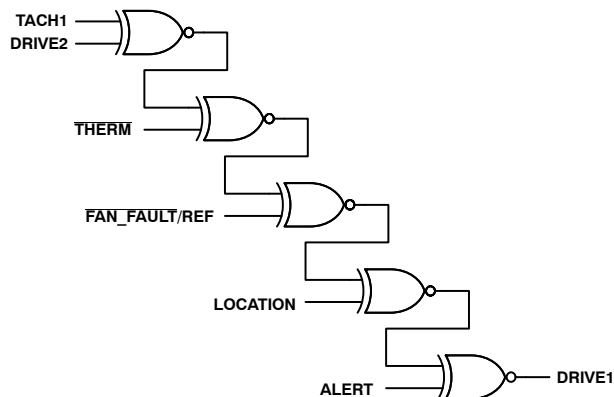 TACH1
DRIVE2
THERM
FAN_FAULT/REF
LOCATION
ALERT
DRIVE1